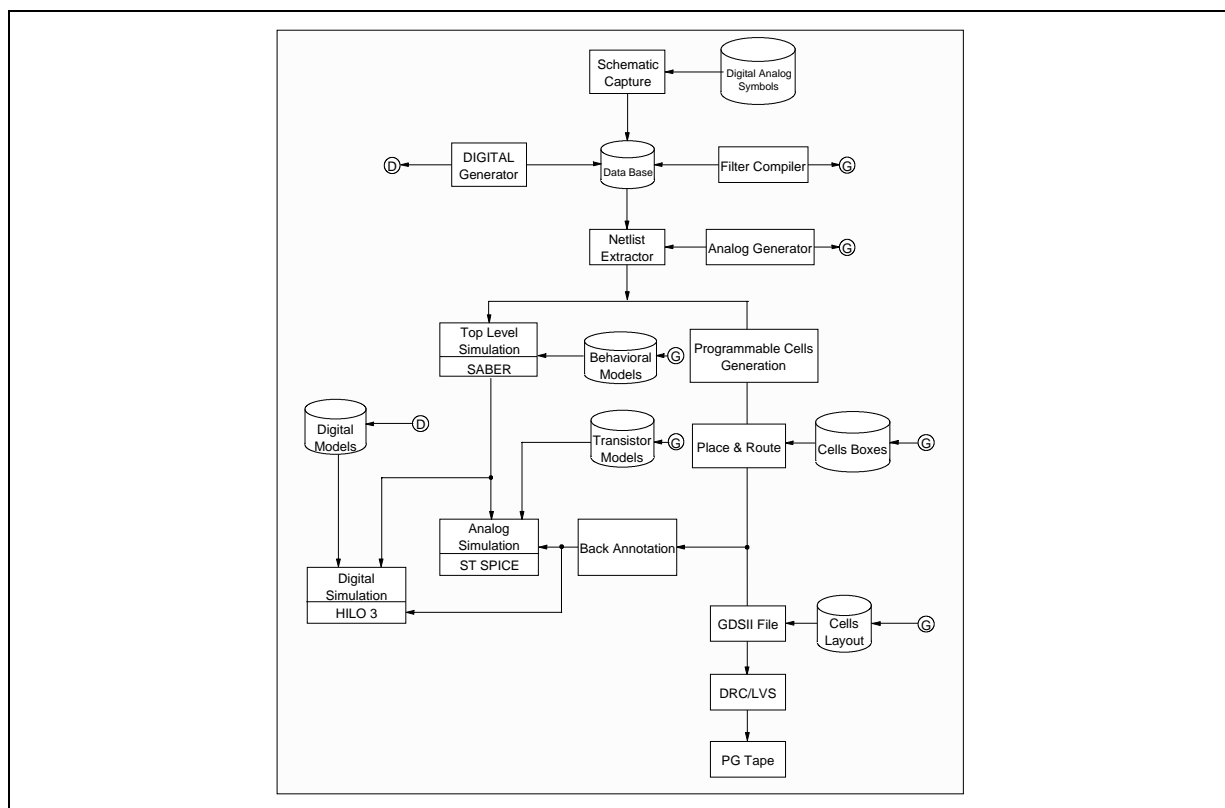 Schematic
Capture
Digital Analog
Symbols
D
DIGITAL
Generator
Data Base
Filter Compiler
G
Netlist
Extractor
Analog Generator
G
Top Level
Simulation
SABER
Behavioral
Models
G
Programmable Cells
Generation
Digital
Models
D
Transistor
Models
G
Place & Route
Cells Boxes
G
Analog
Simulation
ST SPICE
Back Annotation
Digital
Simulation
HILO 3
GDSII File
Cells
Layout
G
DRC/LVS
PG Tape